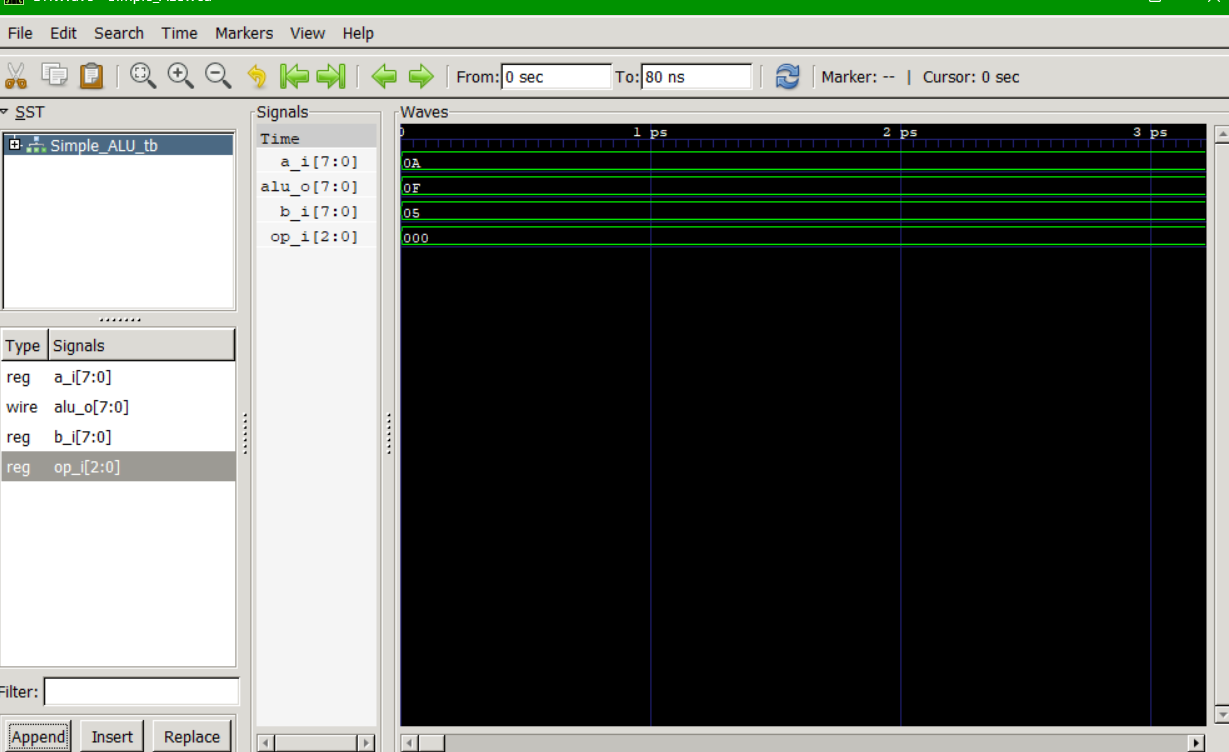 File Edit Search Time Markers View Help
From: 0 sec To: 80 ns Marker: -- | Cursor: 0 sec
SST
Simple_ALU_tb
Type Signals
reg a_i[7:0]
wire alu_o[7:0]
reg b_i[7:0]
reg op_i[2:0]
Filter:
Append Insert Replace
Signals
Time
a_i[7:0]
alu_o[7:0]
b_i[7:0]
op_i[2:0]
Waves
0 1 ps 2 ps 3 ps
0A
0F
05
000